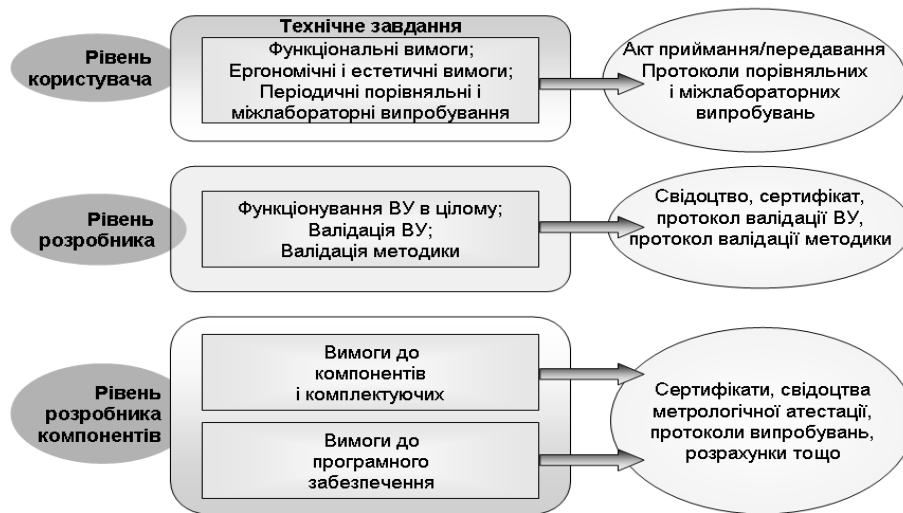 Технічне завдання
Рівень
користувача
Функціональні вимоги;
Ергономічні і естетичні вимоги;
Періодичні порівняльні і
міжлабораторні випробування
Акт приймання/передавання
Протоколи порівняльних
і міжлабораторних
випробувань
Рівень
розробника
Функціонування ВУ в цілому;
Валідація ВУ;
Валідація методики
Свідоцтво, сертифікат,
протокол валідації ВУ,
протокол валідації методики
Рівень
розробника
компонентів
Вимоги до
компонентів
і комплектуючих
Вимоги до
програмного
забезпечення
Сертифікати, свідоцтва
метрологічної атестації,
протоколи випробувань,
розрахунки тощо